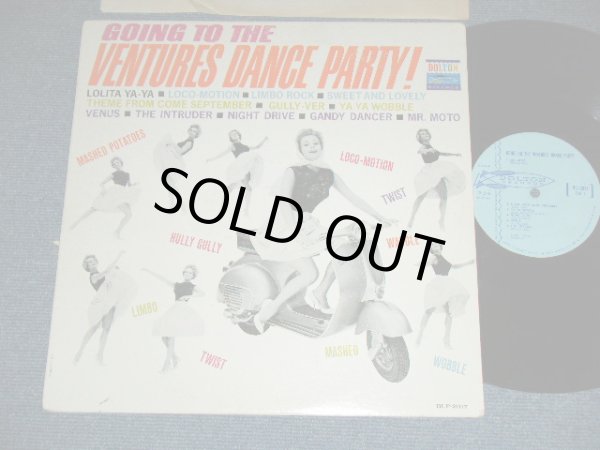 GOING TO THE
VENTURES DANCE PARTY!
DOLTON
LOLITA YA-YA ■ LOCO-MOTION ■ LIMBO ROCK ■ SWEET AND LOVELY
THEME FROM COME SEPTEMBER ■ GULLY-VER ■ YA YA WOBBLE
VENUS ■ THE INTRUDER ■ NIGHT DRIVE ■ GANDY DANCER ■ MR. MOTO
MASHED POTATOES
LOCO-MOTION
TWIST
HULLY GULLY
WOBBLE
SOLD OUT
LIMBO
TWIST
MASHED
WOBBLE
BLP-2017